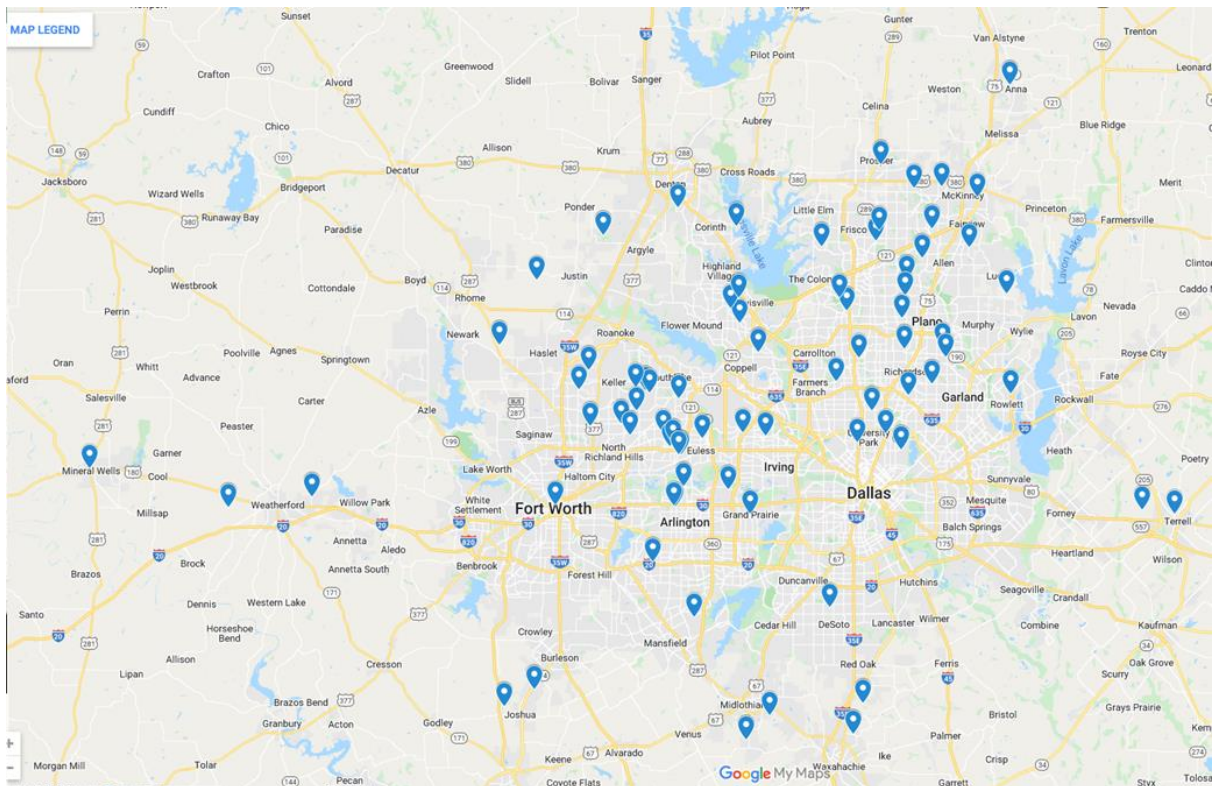 Newport
Sunset
Gunter
Trenton
MAP LEGEND
Van Alstyne
Crafton
Alvord
Greenwood
Slidell
Bolivar
Sanger
Pilot Point
Leonard
Weston
Anna
Cundiff
Chico
Aubrey
Celina
Blue Ridge
Melissa
Allison
Krum
Cross Roads
Prosper
Jacksboro
Wizard Wells
Bridgeport
Decatur
Denton
McKinney
Merit
Runaway Bay
Ponder
Little Elm
Princeton
Farmersville
Paradise
Corinth
Frisco
Fairview
Argyle
Joplin
Justin
Highland
Village
The Colony
Allen
Lavon Lake
Westbrook
Cottondale
Boyd
Rhome
Nevada
Caddo
Perrin
Newark
Roanoke
Flower Mound
Plano
Murphy
Wylie
Lavon
Oran
Whitt
Poolville
Agnes
Springtown
Haslet
Coppell
Carrollton
Royse City
Salesville
Advance
Keller
Southlake
Farmers
Branch
Richardson
Garland
Rowlett
Fate
Rockwall
Carter
Azle
Peaster
Saginaw
North
Richland Hills
Euless
University
Park
Garner
Mineral Wells
Cool
Lake Worth
Haltom City
Irving
Heath
Poetry
Millsap
Weatherford
Willow Park
White
Settlement
Fort Worth
Arlington
Grand Prairie
Dallas
Mesquite
Sunnyvale
Balch Springs
Forney
Terrell
Annetta
Aledo
Brock
Annetta South
Benbrook
Forest Hill
Duncanville
Hutchins
Heartland
Wilson
Brazos
Seagoville
Crandall
Santo
Dennis
Western Lake
Horseshoe
Bend
Crowley
Mansfield
Cedar Hill
DeSoto
Lancaster
Wilmer
Combine
Kaufman
Lipan
Allison
Cresson
Burleson
Red Oak
Ferris
Oak Grove
Scurry
Brazos Bend
Granbury
Acton
Godley
Joshua
Midlothian
Bristol
Grays Prairie
Venus
Palmer
Morgan Mill
Tolar
Keene
Alvarado
Google My Maps
Waxahachie
Ike
Crisp
Pecan
Coyote Flats
Garrett
Styx
Tolosa